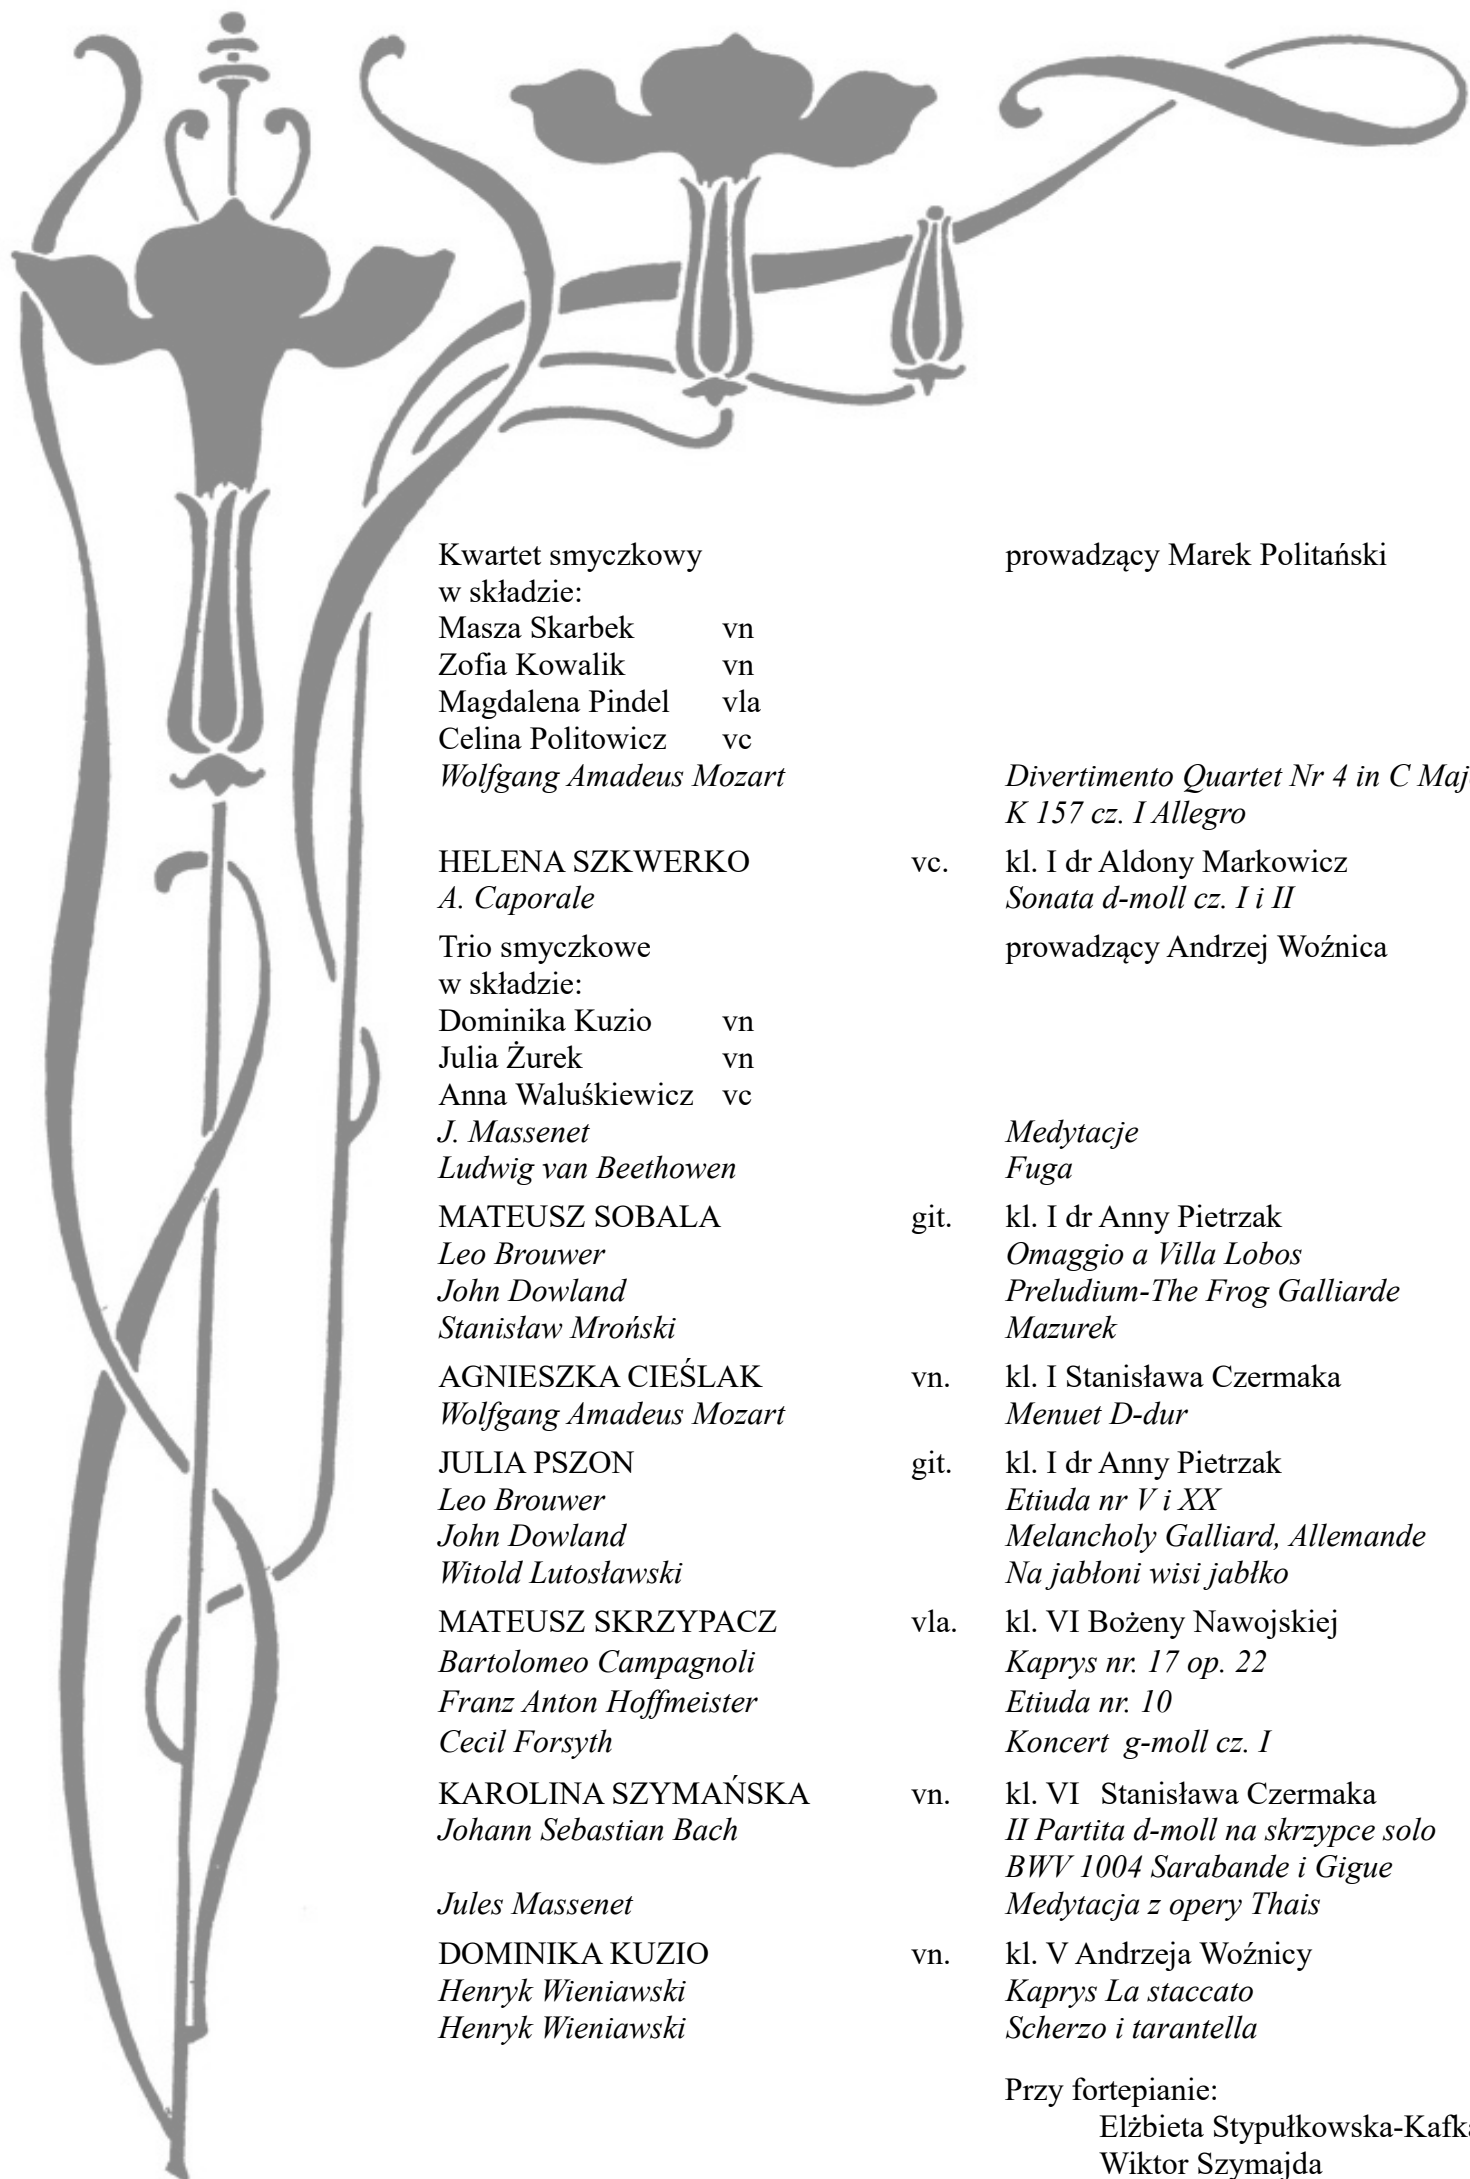 Kwartet smyczkowy prowadzący Marek Politański
w składzie:
Masza Skarbek vn
Zofia Kowalik vn
Magdalena Pindel vla
Celina Politowicz vc
Wolfgang Amadeus Mozart Divertimento Quartet Nr 4 in C Maj
K 157 cz. I Allegro
HELENA SZKWERKO vc. kl. I dr Aldony Markowicz
A. Caporale Sonata d-moll cz. I i II
Trio smyczkowe prowadzący Andrzej Woźnica
w składzie:
Dominika Kuzio vn
Julia Żurek vn
Anna Waluśkiewicz vc
J. Massenet Medytacje
Ludwig van Beethowen Fuga
MATEUSZ SOBALA git. kl. I dr Anny Pietrzak
Leo Brouwer Omaggio a Villa Lobos
John Dowland Preludium-The Frog Galliarde
Stanisław Mroński Mazurek
AGNIESZKA CIEŚLAK vn. kl. I Stanisława Czermaka
Wolfgang Amadeus Mozart Menuet D-dur
JULIA PSZON git. kl. I dr Anny Pietrzak
Leo Brouwer Etiuda nr V i XX
John Dowland Melancholy Galliard, Allemande
Witold Lutosławski Na jabłoni wisi jabłko
MATEUSZ SKRZYPACZ vla. kl. VI Bożeny Nawojskiej
Bartolomeo Campagnoli Kaprys nr. 17 op. 22
Franz Anton Hoffmeister Etiuda nr. 10
Cecil Forsyth Koncert g-moll cz. I
KAROLINA SZYMAŃSKA vn. kl. VI Stanisława Czermaka
Johann Sebastian Bach II Partita d-moll na skrzypce solo
BWV 1004 Sarabande i Gigue
Jules Massenet Medytacja z opery Thais
DOMINIKA KUZIO vn. kl. V Andrzeja Woźnicy
Henryk Wieniawski Kaprys La staccato
Henryk Wieniawski Scherzo i tarantella
Przy fortepianie:
Elżbieta Stypułkowska-Kafka
Wiktor Szymajda